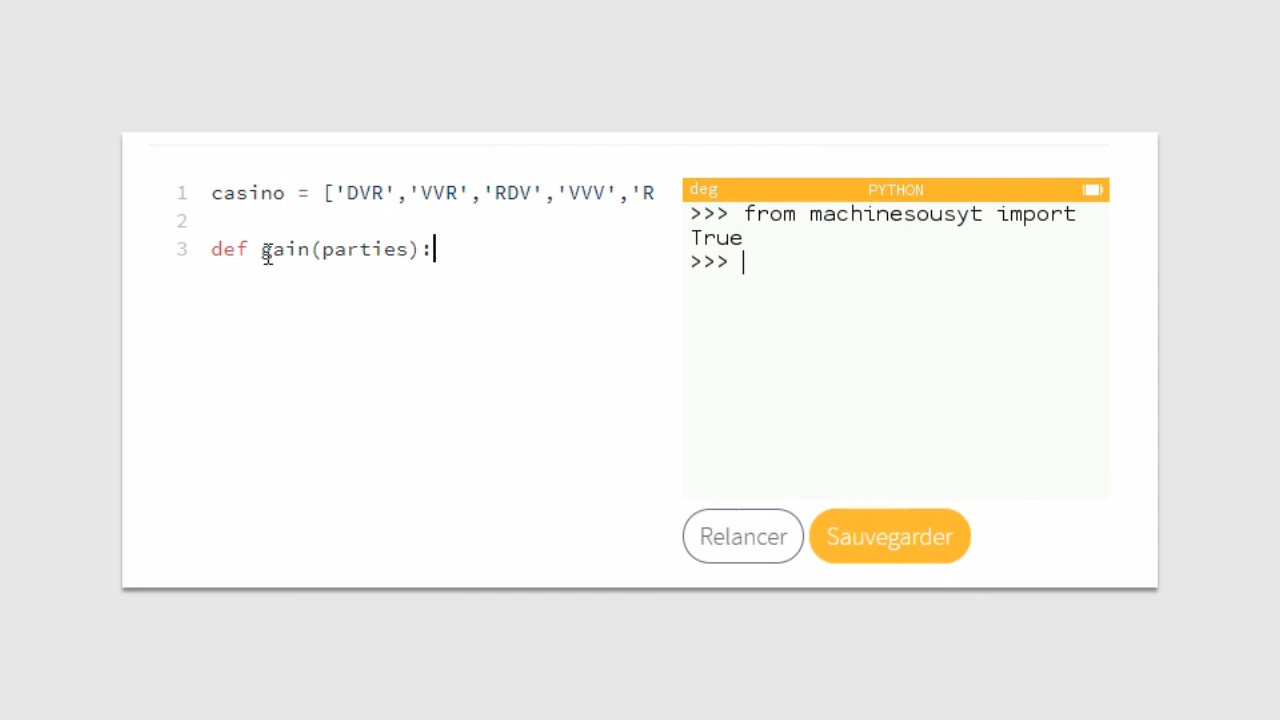 1 casino = ['DVR','VVR','RDV','VVV','R
2
3 def gain(parties):
deg PYTHON
>>> from machinesousyt import
True
>>>
Relancer Sauvegarder